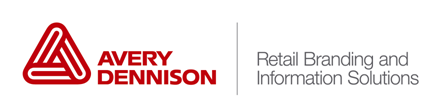 AVERY
DENNISON
Retail Branding and
Information Solutions